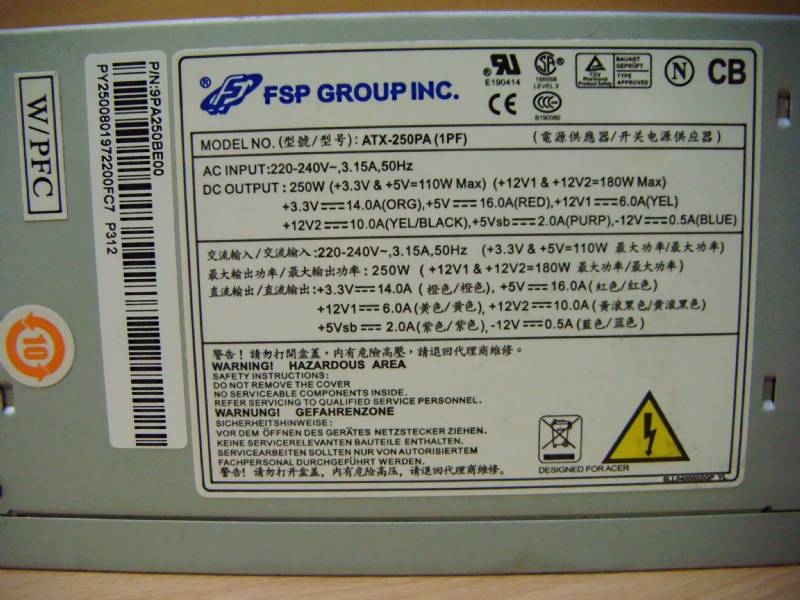 W/PFC
P/N:9PA250BE00
PY2500801972200FC7 P312
10
® FSP GROUP INC.
E190414
168668
LEVEL 3
TÜV
Rheinland
Product Safety
BAUART
GEPRÜFT
TYPE
APPROVED
N
CB
CE
CCC
MODEL NO. (型號/型号): ATX-250PA (1PF) (電源供應器/开关电源供应器)
AC INPUT:220-240V~,3.15A,50Hz
DC OUTPUT : 250W (+3.3V & +5V=110W Max) (+12V1 & +12V2=180W Max)
+3.3V⎓14.0A(ORG),+5V⎓16.0A(RED),+12V1⎓6.0A(YEL)
+12V2⎓10.0A(YEL/BLACK),+5Vsb⎓2.0A(PURP),-12V⎓0.5A(BLUE)
交流輸入/交流输入:220-240V~,3.15A,50Hz (+3.3V & +5V=110W 最大功率/最大功率)
最大輸出功率/最大输出功率: 250W (+12V1 & +12V2=180W 最大功率/最大功率)
直流輸出/直流输出:+3.3V⎓14.0A(橙色/橙色), +5V⎓16.0A(紅色/红色)
+12V1⎓6.0A(黃色/黄色), +12V2⎓10.0A(黃滾黑色/黄滚黑色)
+5Vsb⎓2.0A(紫色/紫色),-12V⎓0.5A(藍色/蓝色)
警告! 請勿打開盒蓋, 內有危險高壓, 請退回代理商維修。
WARNING! HAZARDOUS AREA
SAFETY INSTRUCTIONS:
DO NOT REMOVE THE COVER
NO SERVICEABLE COMPONENTS INSIDE.
REFER SERVICING TO QUALIFIED SERVICE PERSONNEL.
WARNUNG! GEFAHRENZONE
SICHERHEITSHINWEISE:
VOR DEM ÖFFNEN DES GERÄTES NETZSTECKER ZIEHEN.
KEINE SERVICERELEVANTEN BAUTEILE ENTHALTEN.
SERVICEARBEITEN SOLLTEN NUR VON AUTORISIERTEM
FACHPERSONAL DURCHGEFÜHRT WERDEN.
警告! 请勿打开盒盖, 内有危险高压, 请退回代理商维修。
DESIGNED FOR ACER